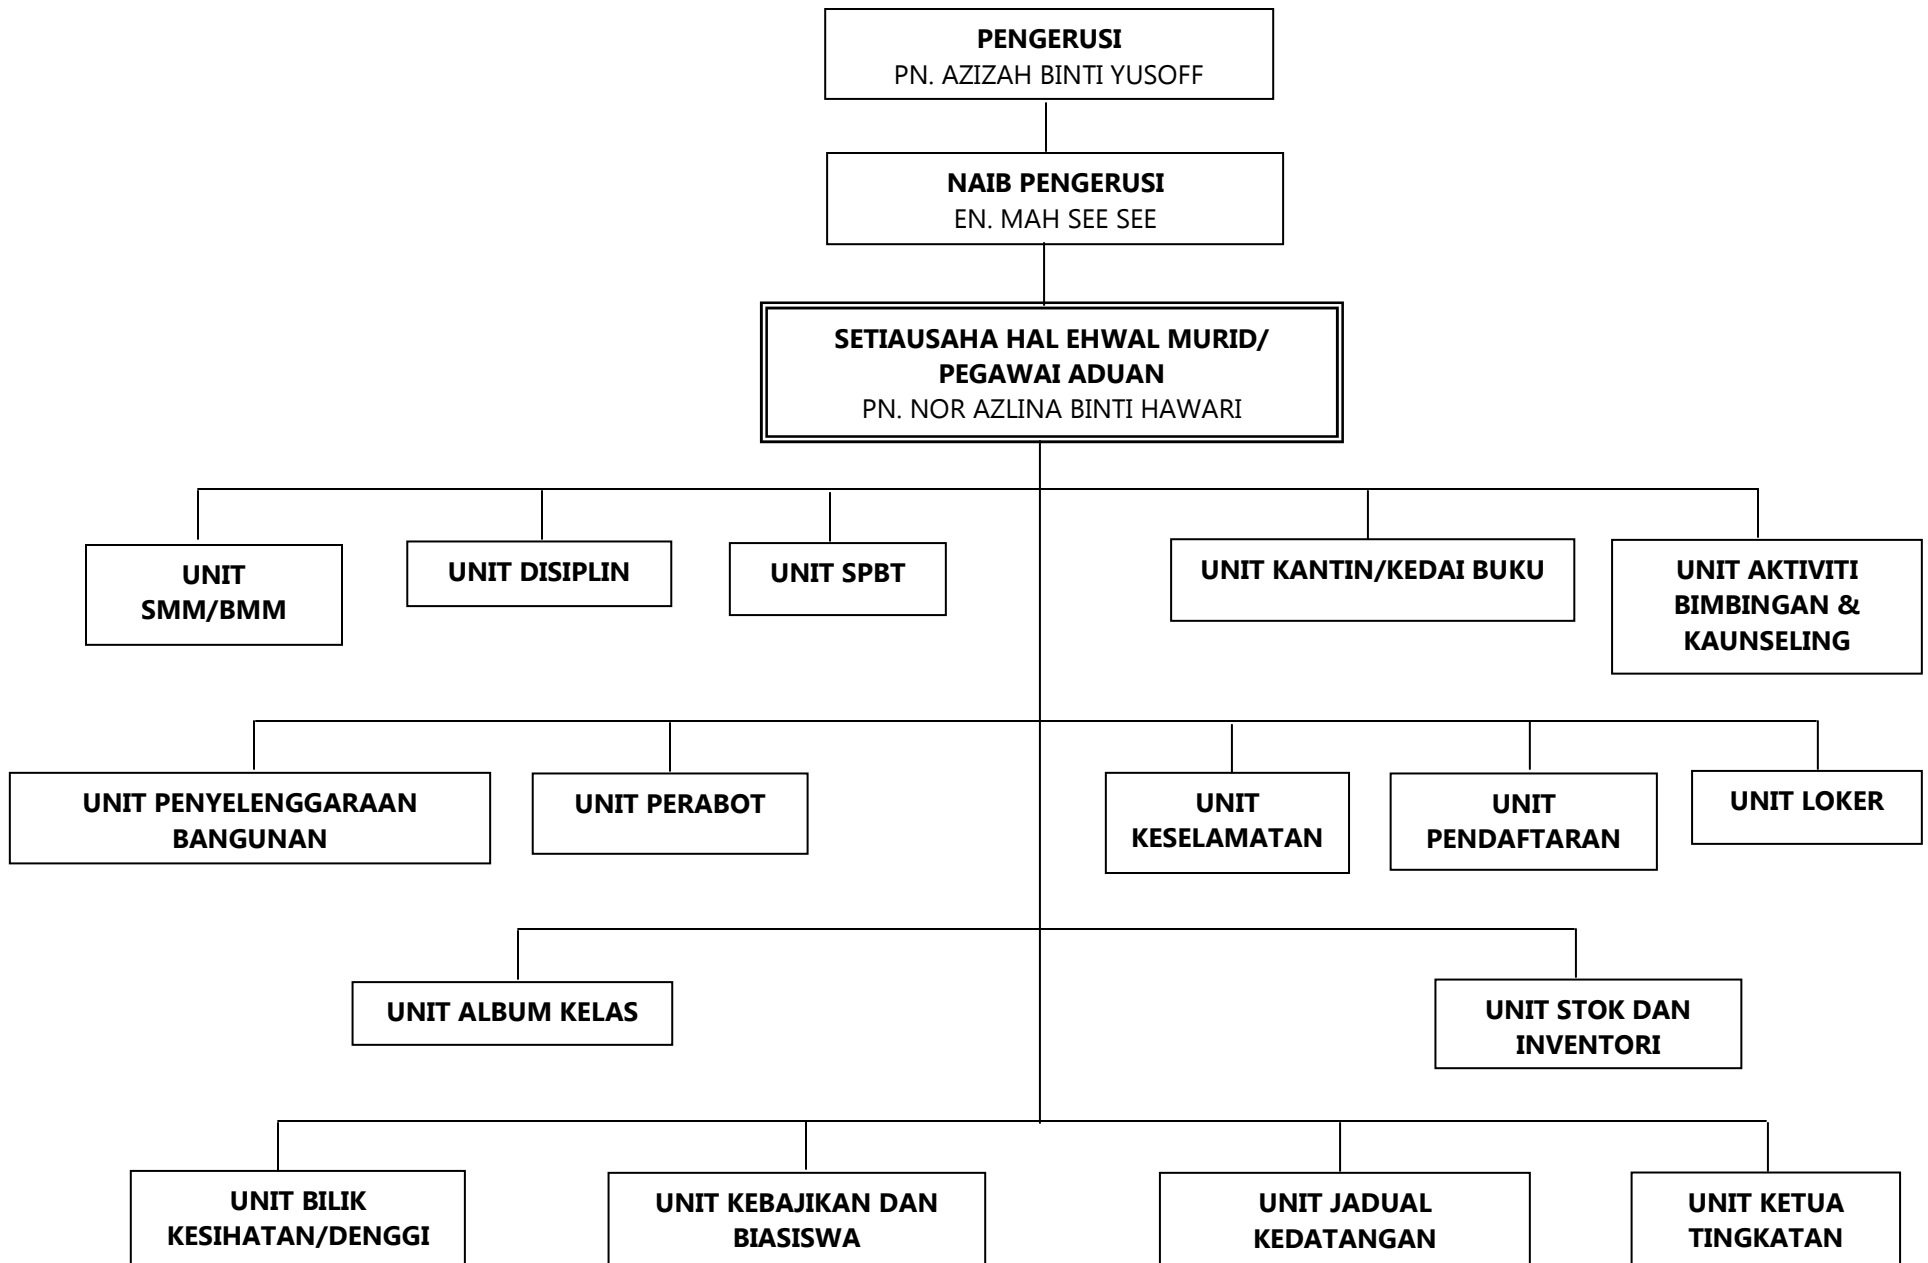 PENGERUSI
PN. AZIZAH BINTI YUSOFF
NAIB PENGERUSI
EN. MAH SEE SEE
SETIAUSAHA HAL EHWAL MURID/
PEGAWAI ADUAN
PN. NOR AZLINA BINTI HAWARI
UNIT
SMM/BMM
UNIT DISIPLIN
UNIT SPBT
UNIT KANTIN/KEDAI BUKU
UNIT AKTIVITI
BIMBINGAN &
KAUNSELING
UNIT PENYELENGGARAAN
BANGUNAN
UNIT PERABOT
UNIT
KESELAMATAN
UNIT
PENDAFTARAN
UNIT LOKER
UNIT ALBUM KELAS
UNIT STOK DAN
INVENTORI
UNIT BILIK
KESIHATAN/DENGGI
UNIT KEBAJIKAN DAN
BIASISWA
UNIT JADUAL
KEDATANGAN
UNIT KETUA
TINGKATAN